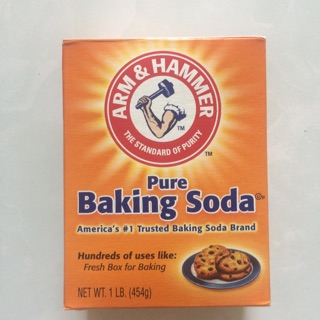 ARM & HAMMER
THE STANDARD OF PURITY
TM
TM
Pure
Baking Soda
America's #1 Trusted Baking Soda Brand
Hundreds of uses like:
Fresh Box for Baking
NET WT. 1 LB. (454g)